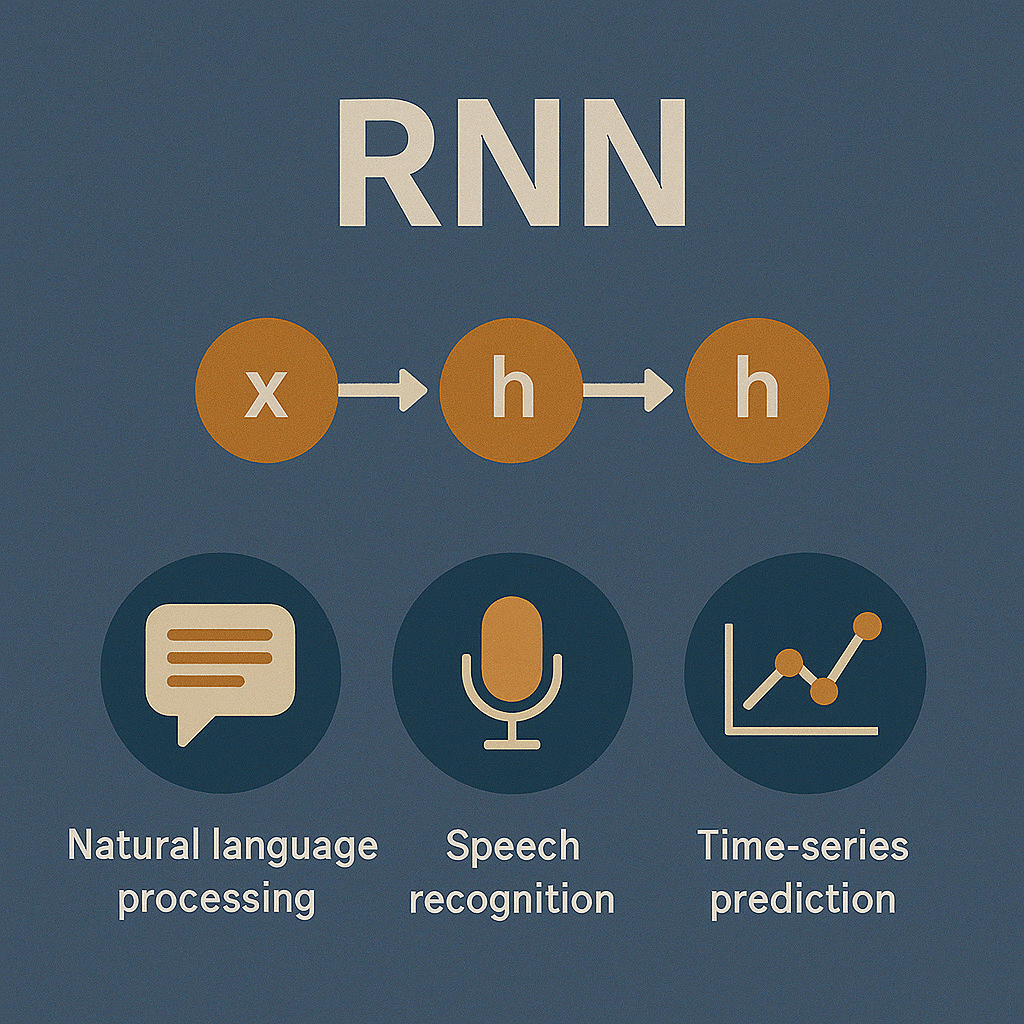 RNN
x h h
Natural language
processing
Speech
recognition
Time-series
prediction